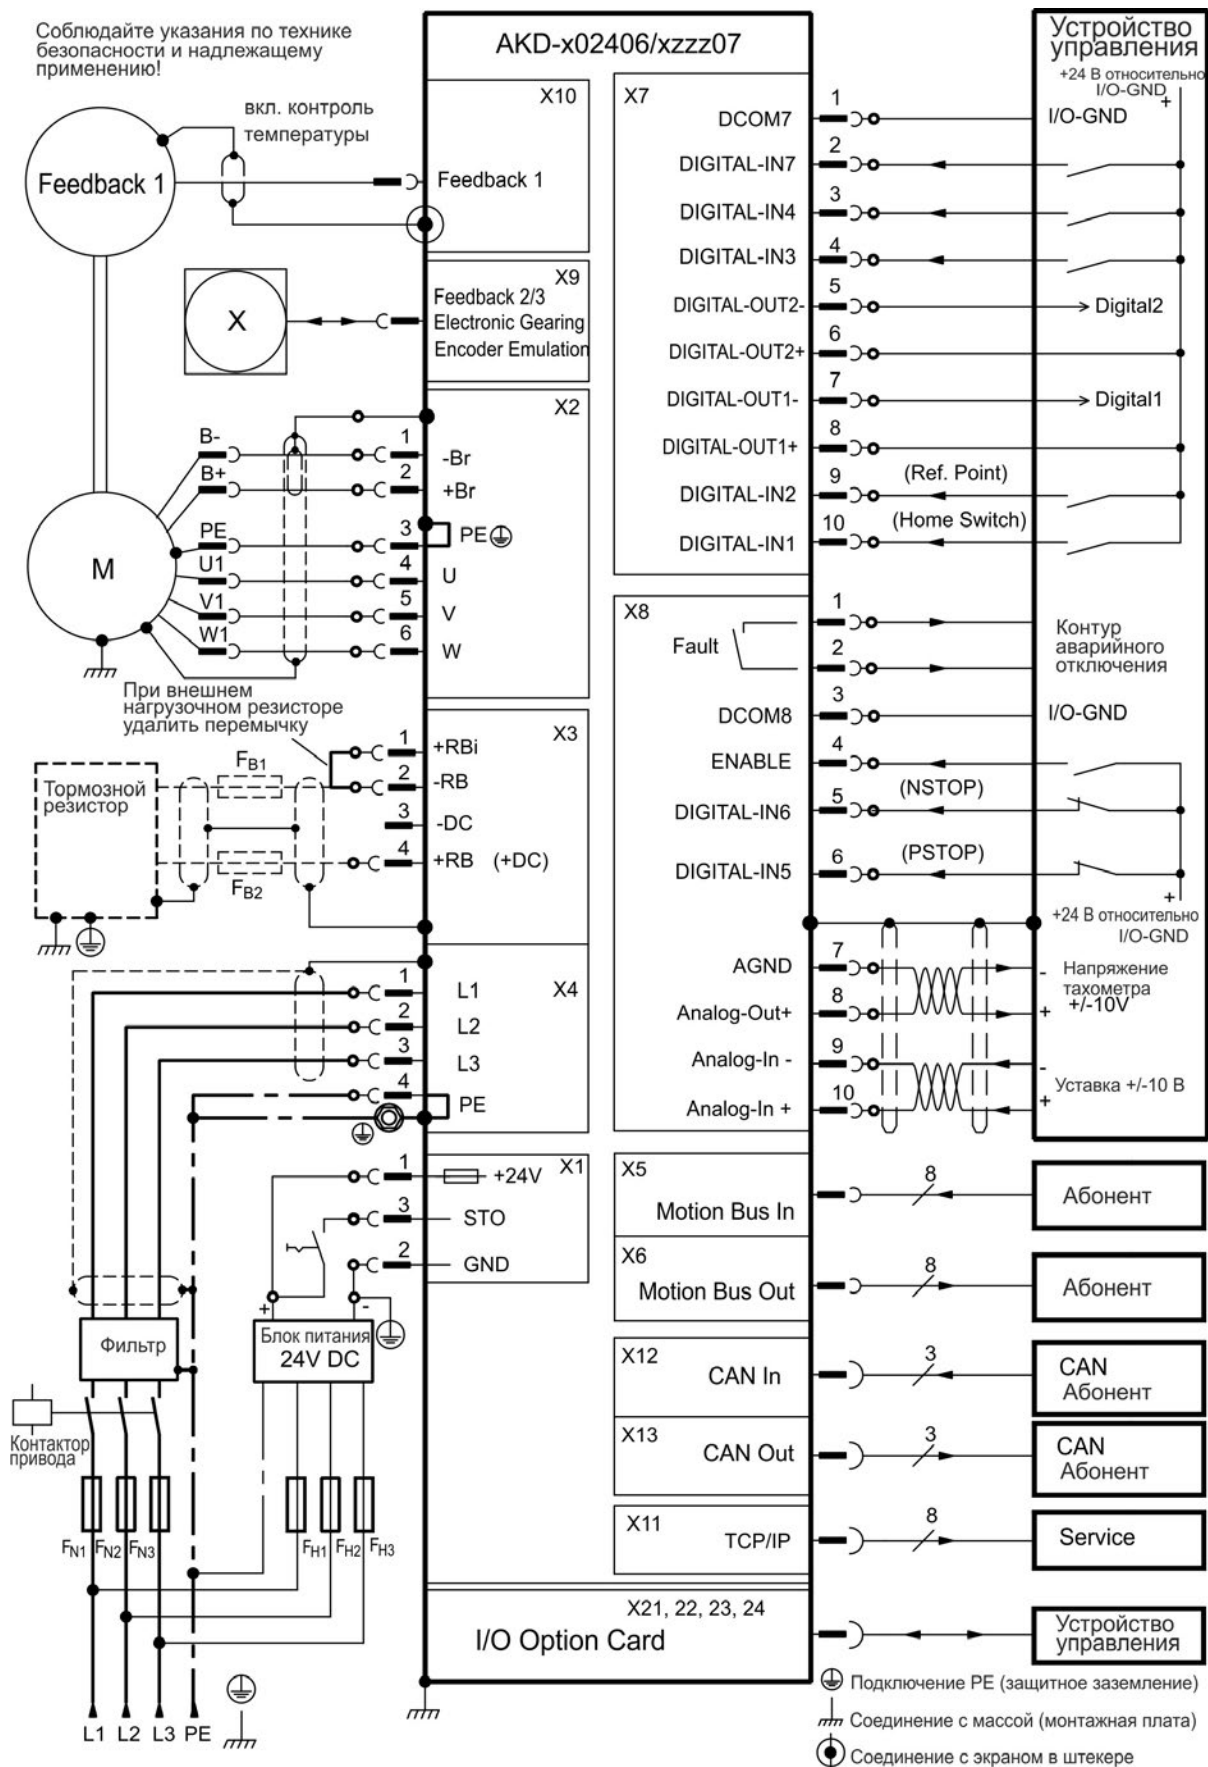 Соблюдайте указания по технике
безопасности и надлежащему
применению!
AKD-x02406/xzzz07
Устройство
управления
+24 В относительно
I/O-GND
+
вкл. контроль
температуры
Feedback 1
X10
Feedback 1
X
X9
Feedback 2/3
Electronic Gearing
Encoder Emulation
X7
DCOM7
1
I/O-GND
DIGITAL-IN7
2
DIGITAL-IN4
3
DIGITAL-IN3
4
DIGITAL-OUT2-
5
Digital2
DIGITAL-OUT2+
6
DIGITAL-OUT1-
7
Digital1
DIGITAL-OUT1+
8
DIGITAL-IN2
9
(Ref. Point)
DIGITAL-IN1
10
(Home Switch)
X2
B-
1
-Br
B+
2
+Br
PE
3
PE
M
U1
4
U
V1
5
V
W1
6
W
При внешнем
нагрузочном резисторе
удалить перемычку
X8
Fault
1
2
Контур
аварийного
отключения
DCOM8
3
I/O-GND
ENABLE
4
DIGITAL-IN6
5
(NSTOP)
DIGITAL-IN5
6
(PSTOP)
+
+24 В относительно
I/O-GND
AGND
7
-
Напряжение
тахометра
+/-10V
Analog-Out+
8
+
Analog-In -
9
-
Уставка +/-10 В
Analog-In +
10
+
X3
Тормозной
резистор
FB1
1
+RBi
2
-RB
3
-DC
4
+RB (+DC)
FB2
X4
1
L1
2
L2
3
L3
4
PE
X1
1
+24V
3
STO
2
GND
+
-
Фильтр
Блок питания
24V DC
Контактор
привода
FN1
FN2
FN3
FH1
FH2
FH3
L1
L2
L3
PE
X5
Motion Bus In
8
Абонент
X6
Motion Bus Out
8
Абонент
X12
CAN In
3
CAN
Абонент
X13
CAN Out
3
CAN
Абонент
X11
TCP/IP
8
Service
X21, 22, 23, 24
I/O Option Card
Устройство
управления
Подключение PE (защитное заземление)
Соединение с массой (монтажная плата)
Соединение с экраном в штекере